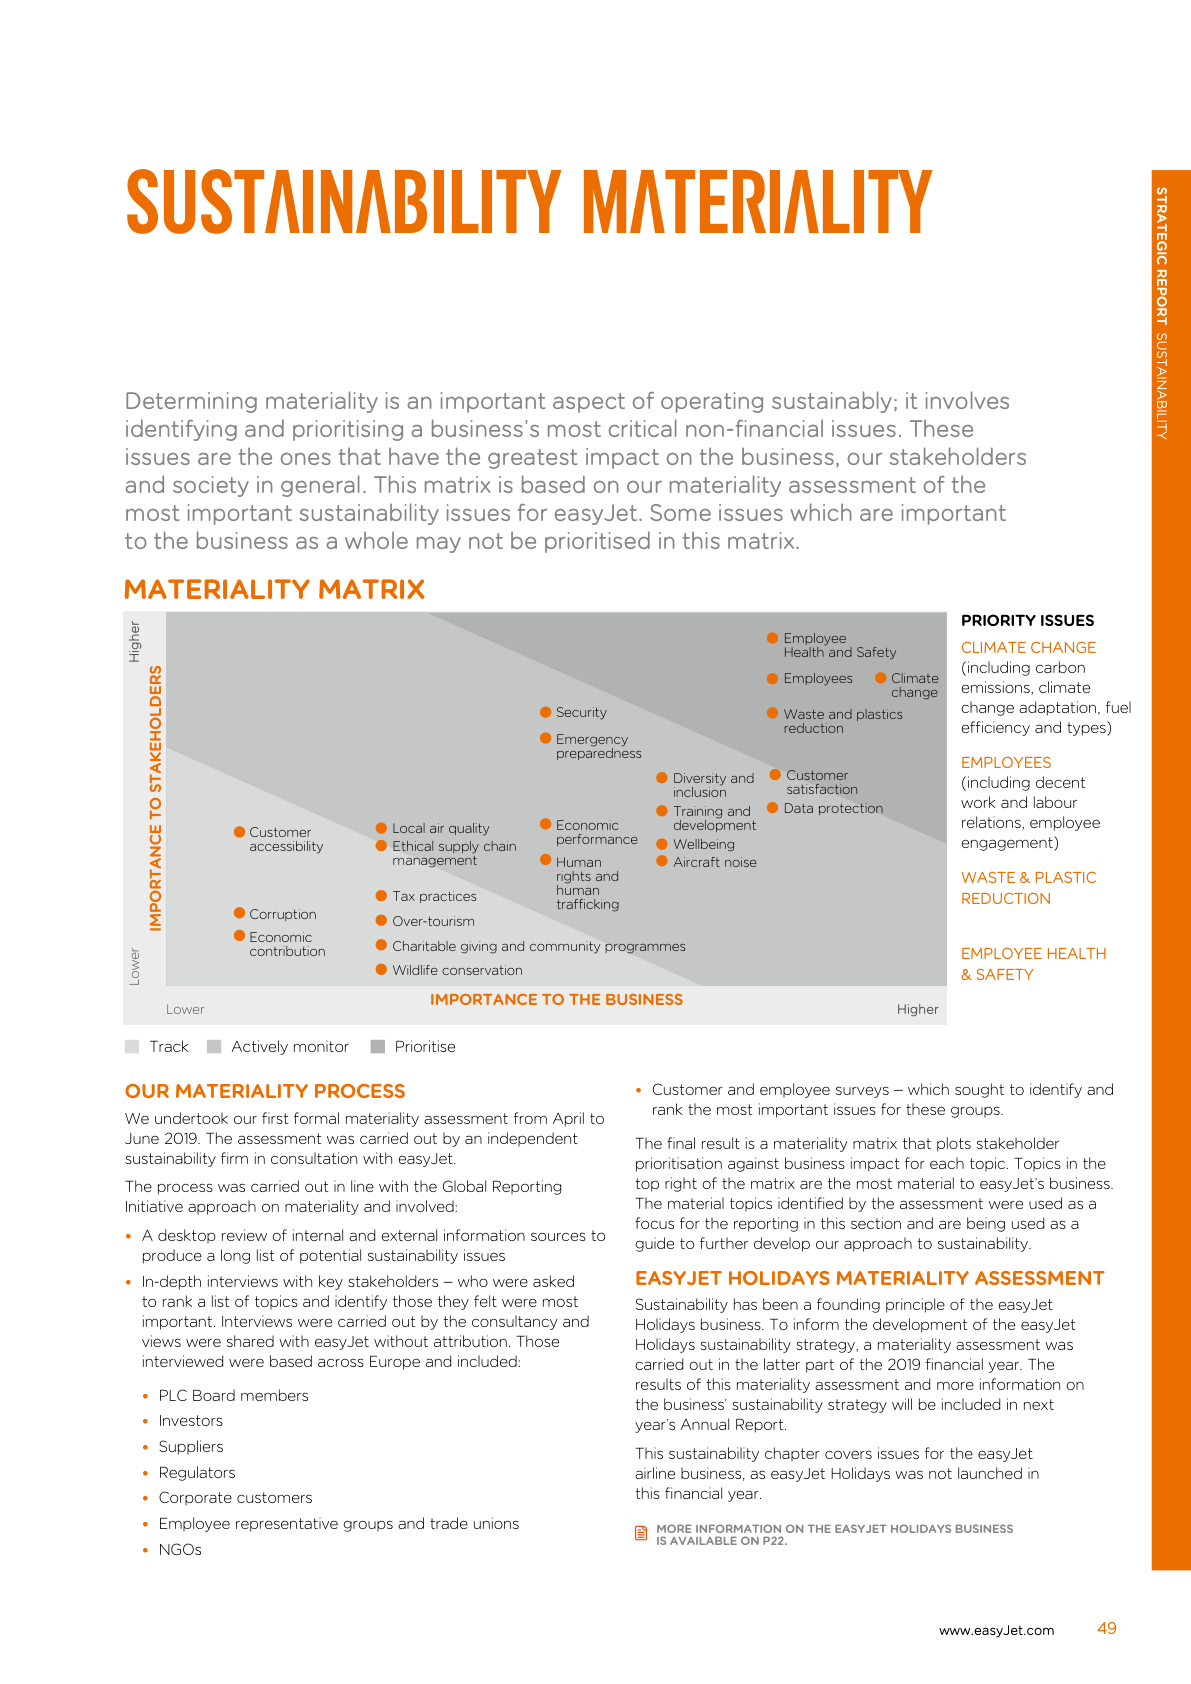 SUSTAINABILITY MATERIALITY
STRATEGIC REPORT SUSTAINABILITY
Determining materiality is an important aspect of operating sustainably; it involves
identifying and prioritising a business's most critical non-financial issues. These
issues are the ones that have the greatest impact on the business, our stakeholders
and society in general. This matrix is based on our materiality assessment of the
most important sustainability issues for easyJet. Some issues which are important
to the business as a whole may not be prioritised in this matrix.
MATERIALITY MATRIX
Higher
IMPORTANCE TO STAKEHOLDERS
Lower
Employee
Health and Safety
Employees
Climate
change
Waste and plastics
reduction
Security
Emergency
preparedness
Diversity and
inclusion
Customer
satisfaction
Training and
development
Data protection
Customer
accessibility
Local air quality
Ethical supply chain
management
Economic
performance
Wellbeing
Aircraft noise
Human
rights and
human
trafficking
Tax practices
Corruption
Over-tourism
Economic
contribution
Charitable giving and community programmes
Wildlife conservation
Lower
IMPORTANCE TO THE BUSINESS
Higher
Track
Actively monitor
Prioritise
PRIORITY ISSUES
CLIMATE CHANGE
(including carbon
emissions, climate
change adaptation, fuel
efficiency and types)
EMPLOYEES
(including decent
work and labour
relations, employee
engagement)
WASTE & PLASTIC
REDUCTION
EMPLOYEE HEALTH
& SAFETY
OUR MATERIALITY PROCESS
We undertook our first formal materiality assessment from April to
June 2019. The assessment was carried out by an independent
sustainability firm in consultation with easyJet.
The process was carried out in line with the Global Reporting
Initiative approach on materiality and involved:
• A desktop review of internal and external information sources to
produce a long list of potential sustainability issues
• In-depth interviews with key stakeholders – who were asked
to rank a list of topics and identify those they felt were most
important. Interviews were carried out by the consultancy and
views were shared with easyJet without attribution. Those
interviewed were based across Europe and included:
• PLC Board members
• Investors
• Suppliers
• Regulators
• Corporate customers
• Employee representative groups and trade unions
• NGOs
• Customer and employee surveys – which sought to identify and
rank the most important issues for these groups.
The final result is a materiality matrix that plots stakeholder
prioritisation against business impact for each topic. Topics in the
top right of the matrix are the most material to easyJet's business.
The material topics identified by the assessment were used as a
focus for the reporting in this section and are being used as a
guide to further develop our approach to sustainability.
EASYJET HOLIDAYS MATERIALITY ASSESSMENT
Sustainability has been a founding principle of the easyJet
Holidays business. To inform the development of the easyJet
Holidays sustainability strategy, a materiality assessment was
carried out in the latter part of the 2019 financial year. The
results of this materiality assessment and more information on
the business' sustainability strategy will be included in next
year's Annual Report.
This sustainability chapter covers issues for the easyJet
airline business, as easyJet Holidays was not launched in
this financial year.
MORE INFORMATION ON THE EASYJET HOLIDAYS BUSINESS
IS AVAILABLE ON P22.
www.easyJet.com 49